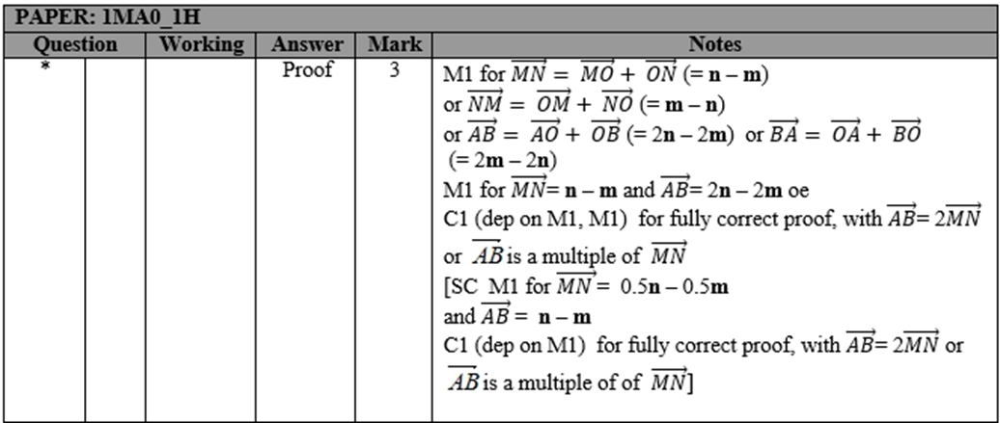 PAPER: 1MA0_1H
Question Working Answer Mark Notes
* Proof 3 M1 for MN = MO + ON (= n – m)
or NM = OM + NO (= m – n)
or AB = AO + OB (= 2n – 2m) or BA = OA + BO
(= 2m – 2n)
M1 for MN= n – m and AB= 2n – 2m oe
C1 (dep on M1, M1) for fully correct proof, with AB= 2MN
or AB is a multiple of MN
[SC M1 for MN = 0.5n – 0.5m
and AB = n – m
C1 (dep on M1) for fully correct proof, with AB= 2MN or
AB is a multiple of of MN]